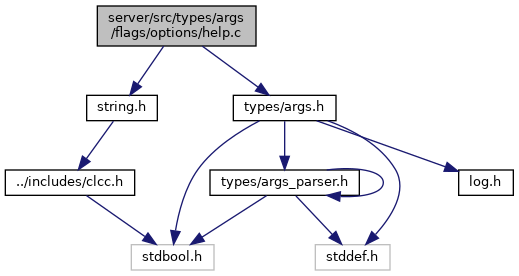 server/src/types/args
/flags/options/help.c
string.h
types/args.h
../includes/clcc.h
types/args_parser.h
log.h
stdbool.h
stddef.h